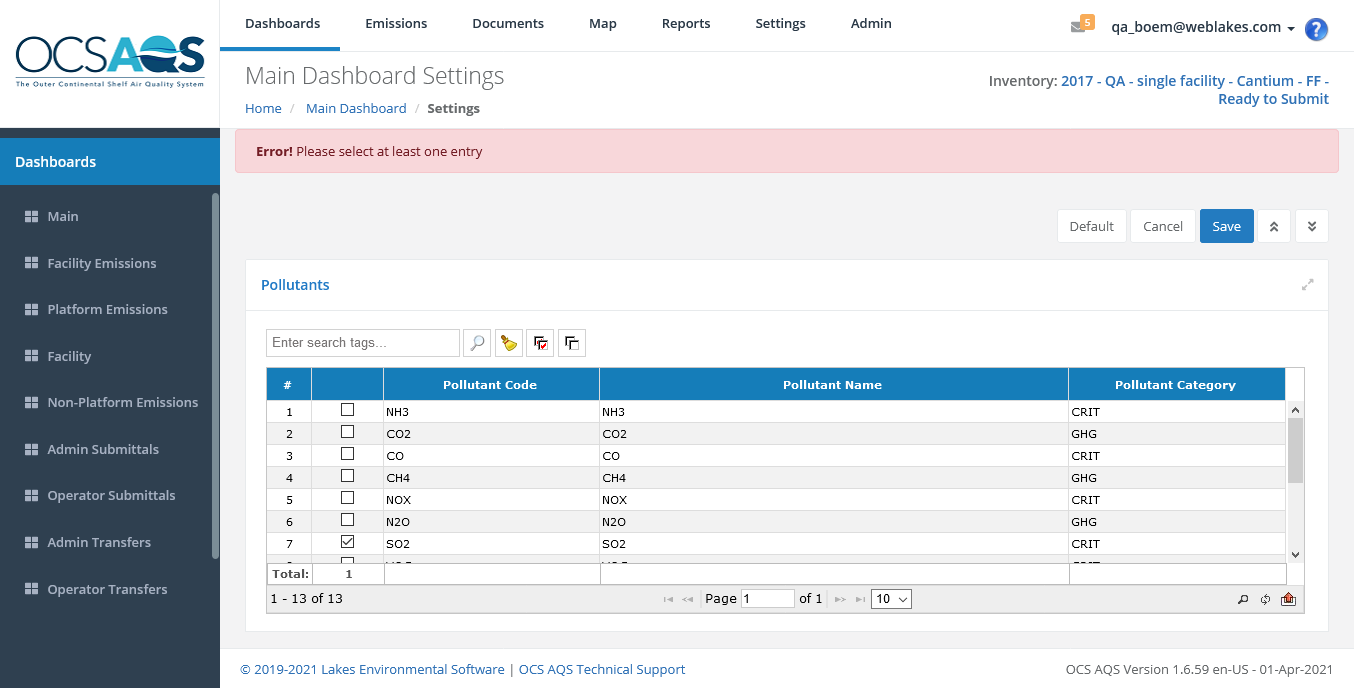 Dashboards Emissions Documents Map Reports Settings Admin 5 qa_boem@weblakes.com ?
OCSAQS
The Outer Continental Shelf Air Quality System
Main Dashboard Settings
Home / Main Dashboard / Settings
Inventory: 2017 - QA - single facility - Cantium - FF -
Ready to Submit
Error! Please select at least one entry
Dashboards
Main
Facility Emissions
Platform Emissions
Facility
Non-Platform Emissions
Admin Submittals
Operator Submittals
Admin Transfers
Operator Transfers
Default Cancel Save
Pollutants
Enter search tags...
# Pollutant Code Pollutant Name Pollutant Category
1 NH3 NH3 CRIT
2 CO2 CO2 GHG
3 CO CO CRIT
4 CH4 CH4 GHG
5 NOX NOX CRIT
6 N2O N2O GHG
7 SO2 SO2 CRIT
Total: 1
1 - 13 of 13 Page 1 of 1 10
© 2019-2021 Lakes Environmental Software | OCS AQS Technical Support
OCS AQS Version 1.6.59 en-US - 01-Apr-2021